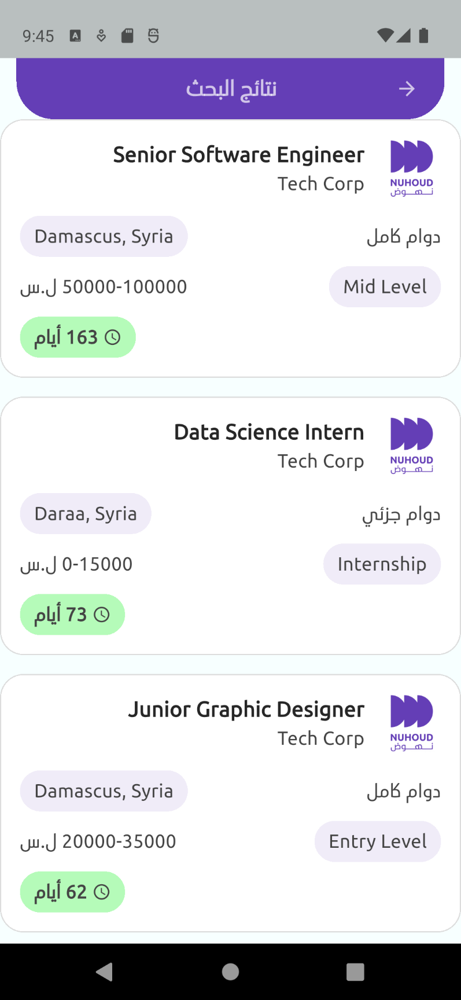 9:45
نتائج البحث
Senior Software Engineer
Tech Corp
NUHOUD
نهوض
دوام كامل
Damascus, Syria
Mid Level
50000-100000 ل.س
163 أيام
Data Science Intern
Tech Corp
NUHOUD
نهوض
دوام جزئي
Daraa, Syria
Internship
0-15000 ل.س
73 أيام
Junior Graphic Designer
Tech Corp
NUHOUD
نهوض
دوام كامل
Damascus, Syria
Entry Level
20000-35000 ل.س
62 أيام